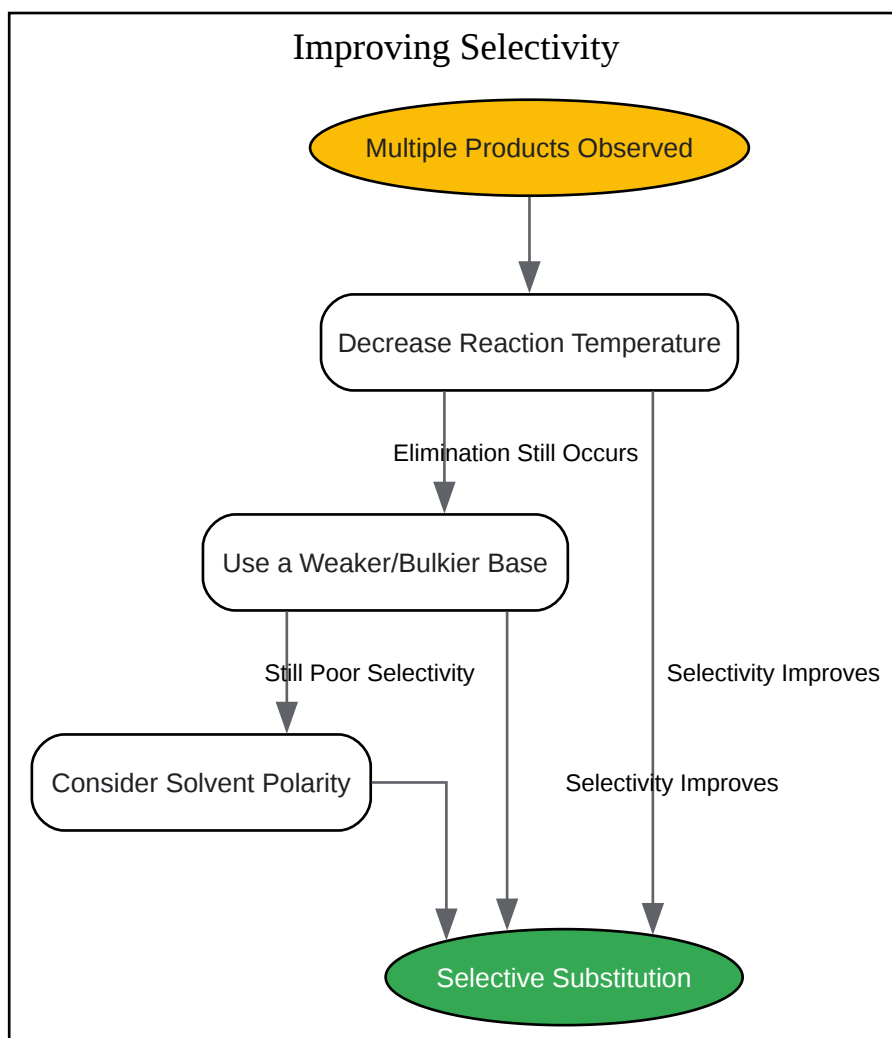 Improving Selectivity
Multiple Products Observed
Decrease Reaction Temperature
Elimination Still Occurs
Use a Weaker/Bulkier Base
Still Poor Selectivity
Selectivity Improves
Consider Solvent Polarity
Selectivity Improves
Selective Substitution